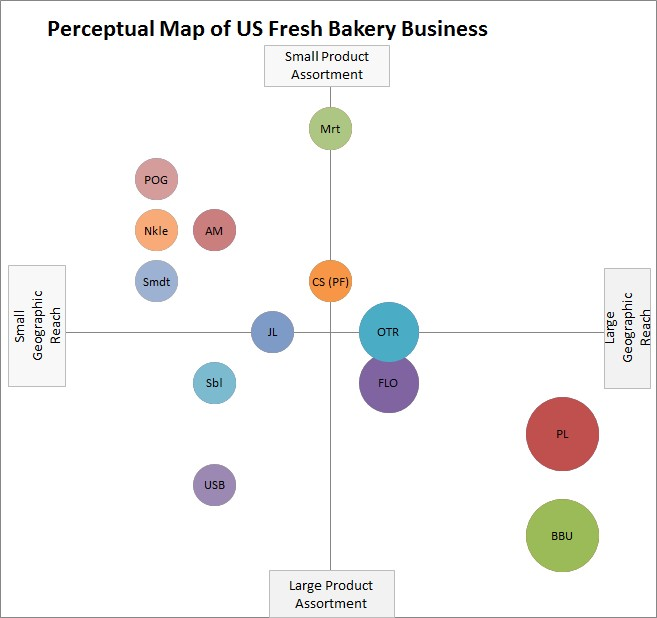 Perceptual Map of US Fresh Bakery Business
Small Product
Assortment
Mrt
POG
Nkle
AM
Smdt
CS (PF)
Small
Geographic
Reach
JL
OTR
Large
Geographic
Reach
Sbl
FLO
PL
USB
BBU
Large Product
Assortment